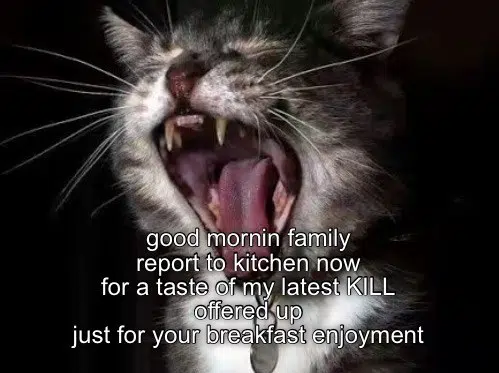 good mornin family
report to kitchen now
for a taste of my latest KILL
offered up
just for your breakfast enjoyment